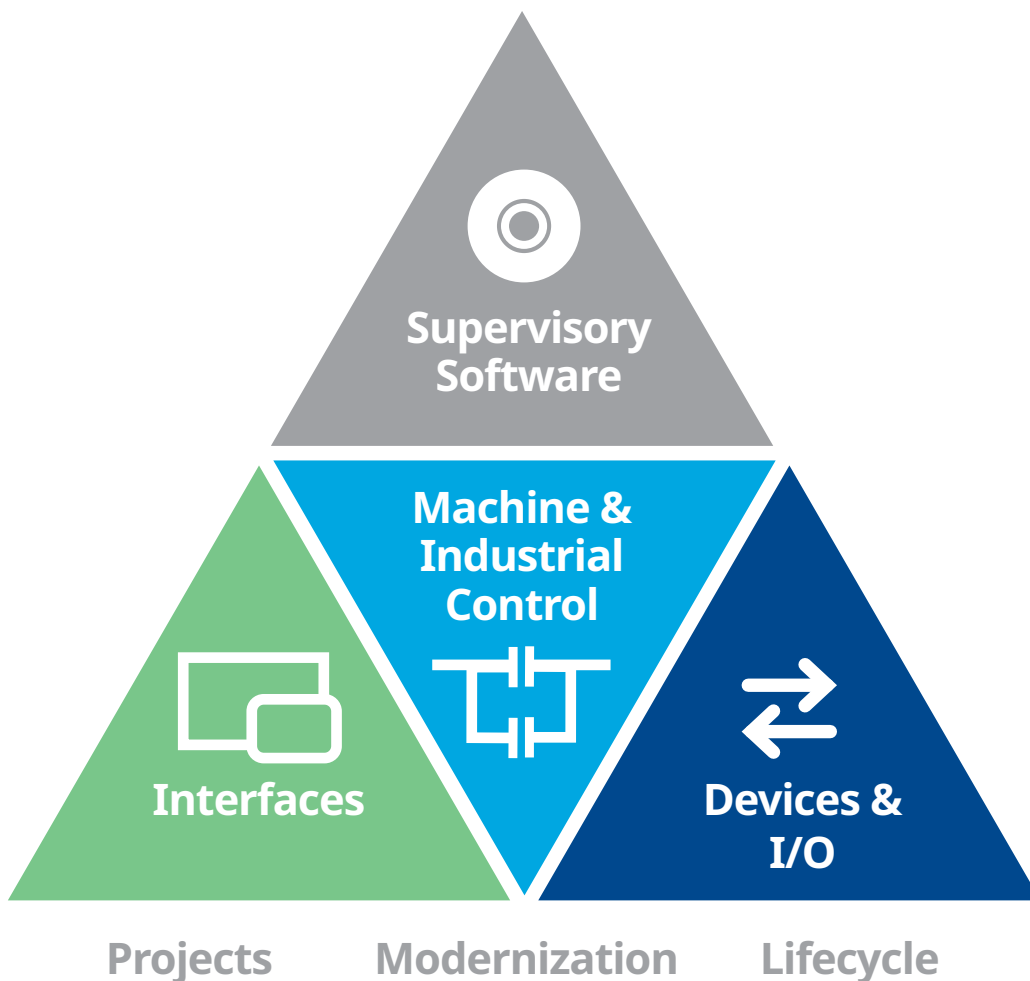 Supervisory
Software
Machine &
Industrial
Control
Interfaces
Devices &
I/O
Projects Modernization Lifecycle